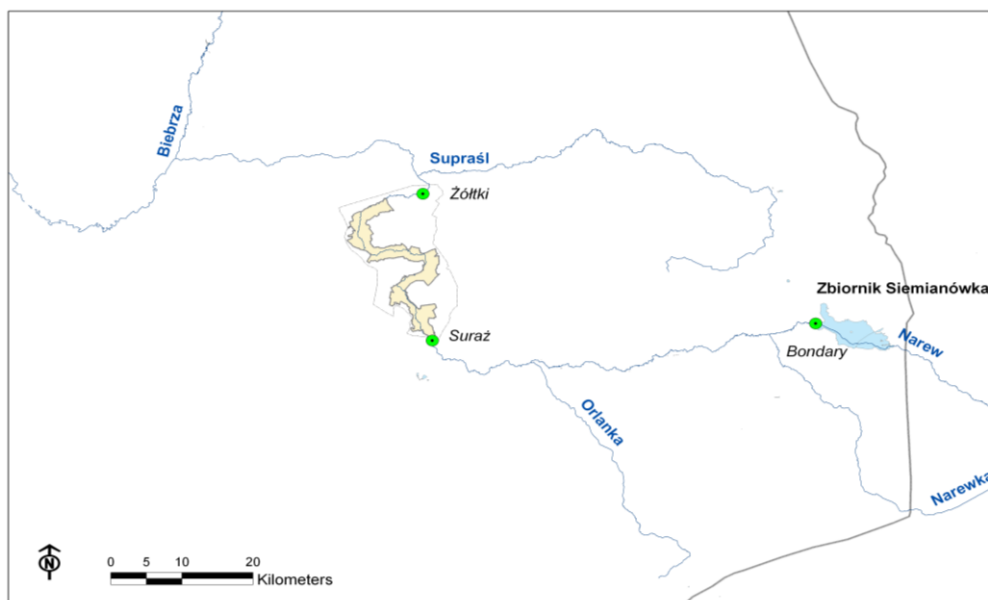 Biebrza
Supraśl
Żółtki
Zbiornik Siemianówka
Suraż
Bondary
Narew
Orlanka
Narewka
N
0 5 10 20
Kilometers